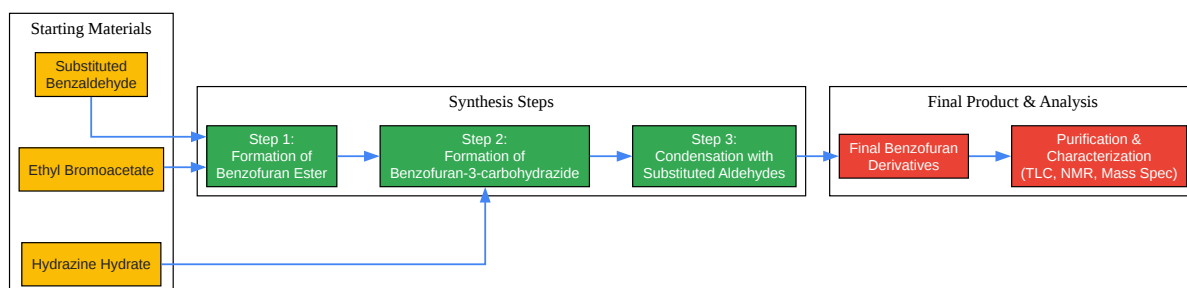 Starting Materials
Substituted
Benzaldehyde
Ethyl Bromoacetate
Hydrazine Hydrate
Synthesis Steps
Step 1:
Formation of
Benzofuran Ester
Step 2:
Formation of
Benzofuran-3-carbohydrazide
Step 3:
Condensation with
Substituted Aldehydes
Final Product & Analysis
Final Benzofuran
Derivatives
Purification &
Characterization
(TLC, NMR, Mass Spec)